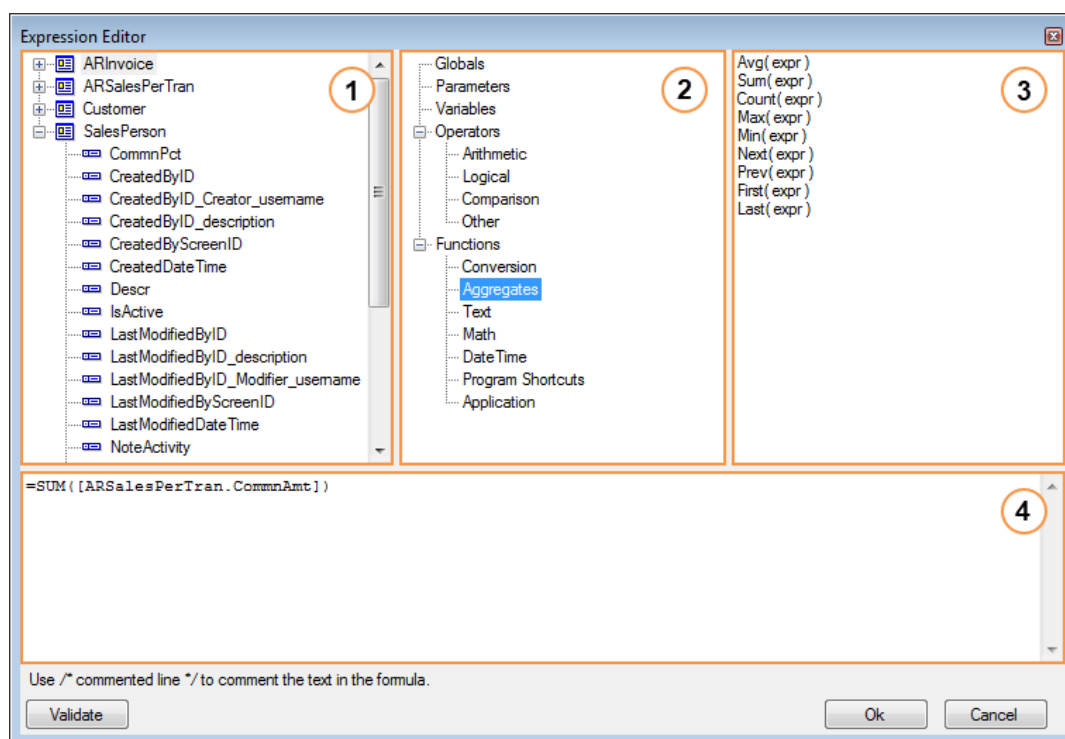 Expression Editor
ARInvoice
ARSalesPerTran
Customer
SalesPerson
CommnPct
CreatedByID
CreatedByID_Creator_username
CreatedByID_description
CreatedByScreenID
CreatedDateTime
Descr
IsActive
LastModifiedByID
LastModifiedByID_description
LastModifiedByID_Modifier_username
LastModifiedByScreenID
LastModifiedDateTime
NoteActivity
1
Globals
Parameters
Variables
Operators
Arithmetic
Logical
Comparison
Other
Functions
Conversion
Aggregates
Text
Math
DateTime
Program Shortcuts
Application
2
Avg( expr )
Sum( expr )
Count( expr )
Max( expr )
Min( expr )
Next( expr )
Prev( expr )
First( expr )
Last( expr )
3
=SUM([ARSalesPerTran.CommnAmt])
4
Use /* commented line */ to comment the text in the formula.
Validate
Ok
Cancel